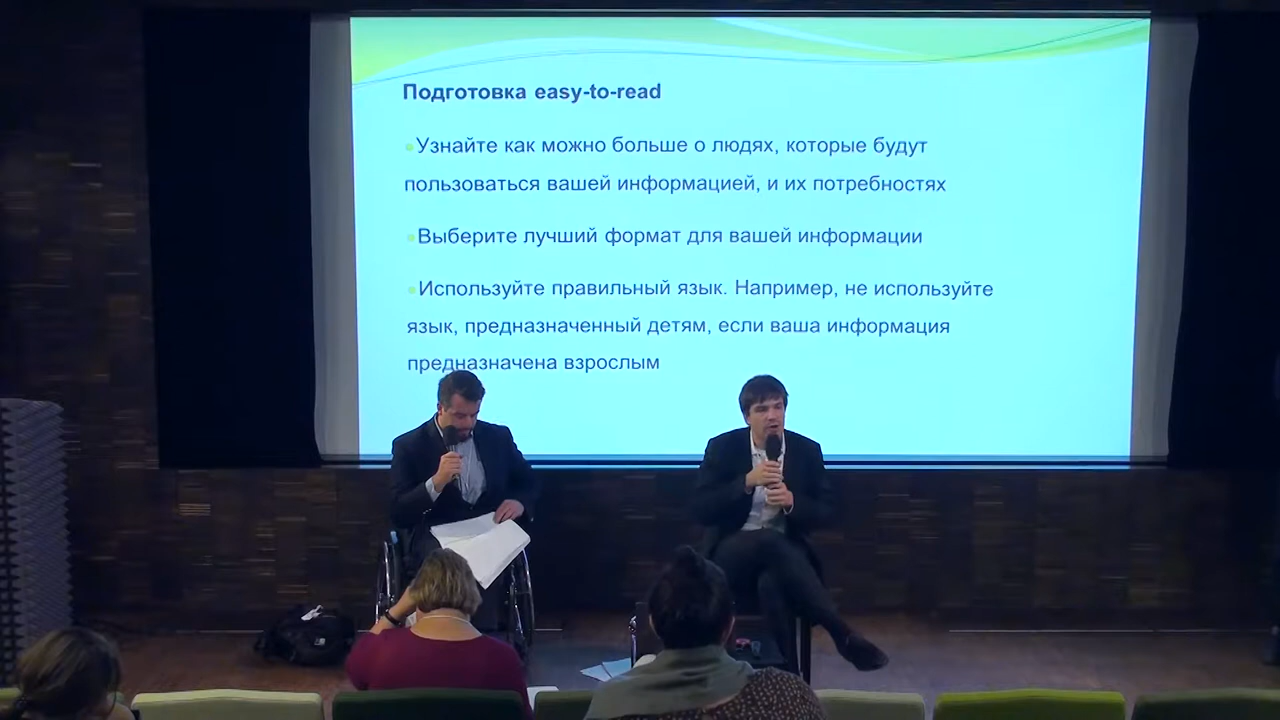 Подготовка easy-to-read
Узнайте как можно больше о людях, которые будут
пользоваться вашей информацией, и их потребностях
Выберите лучший формат для вашей информации
Используйте правильный язык. Например, не используйте
язык, предназначенный детям, если ваша информация
предназначена взрослым